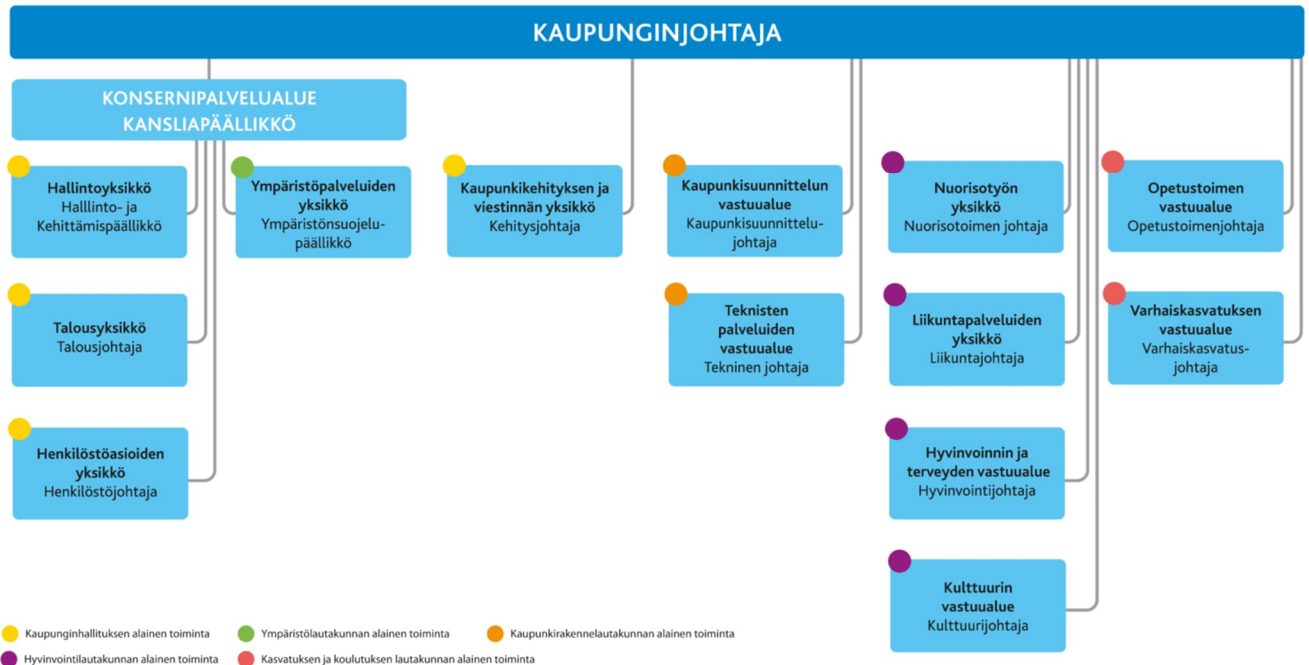 KAUPUNGINJOHTAJA
KONSERNIPALVELUALUE
KANSLIAPÄÄLLIKKÖ
Hallintoyksikkö
Halllinto- ja
Kehittämispäällikkö
Ympäristöpalveluiden
yksikkö
Ympäristönsuojelu-
päällikkö
Kaupunkikehityksen ja
viestinnän yksikkö
Kehitysjohtaja
Kaupunkisuunnittelun
vastuualue
Kaupunkisuunnittelu-
johtaja
Nuorisotyön
yksikkö
Nuorisotoimen johtaja
Opetustoimen
vastuualue
Opetustoimenjohtaja
Talousyksikkö
Talousjohtaja
Teknisten
palveluiden
vastuualue
Tekninen johtaja
Liikuntapalveluiden
yksikkö
Liikuntajohtaja
Varhaiskasvatuksen
vastuualue
Varhaiskasvatus-
johtaja
Henkilöstöasioiden
yksikkö
Henkilöstöjohtaja
Hyvinvoinnin ja
terveyden vastuualue
Hyvinvointijohtaja
Kulttuurin
vastuualue
Kulttuurijohtaja
Kaupunginhallituksen alainen toiminta
Ympäristölautakunnan alainen toiminta
Kaupunkirakennelautakunnan alainen toiminta
Hyvinvointilautakunnan alainen toiminta
Kasvatuksen ja koulutuksen lautakunnan alainen toiminta